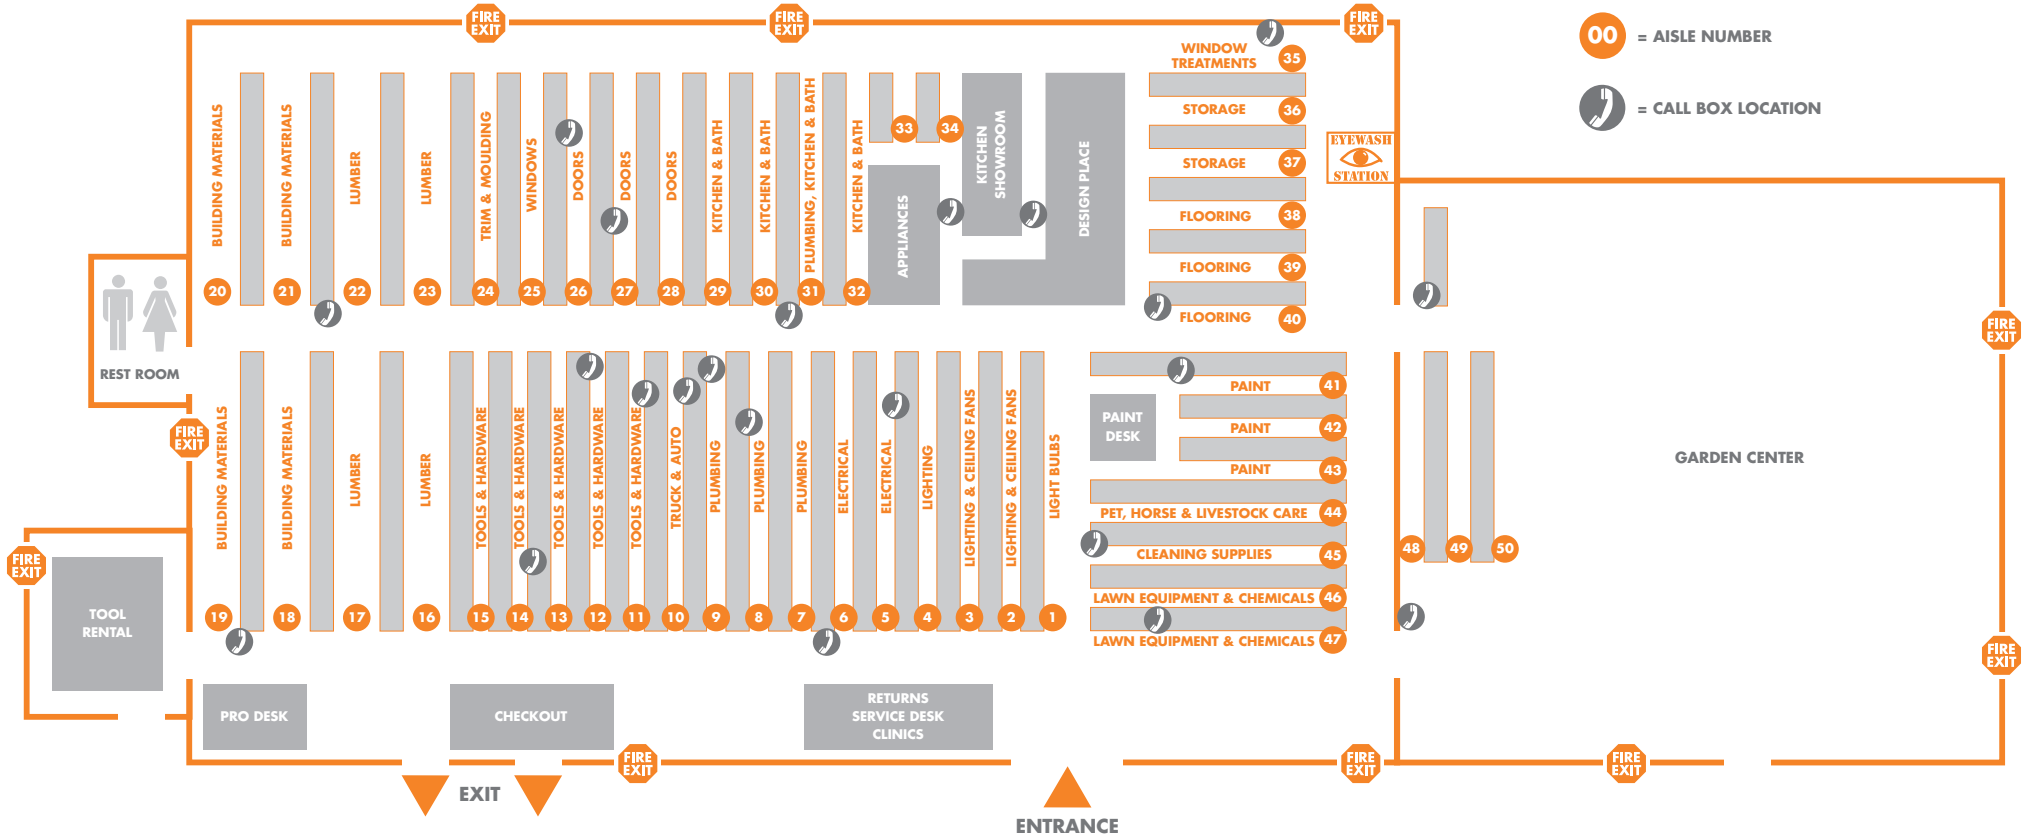 FIRE
EXIT
FIRE
EXIT
FIRE
EXIT
00 = AISLE NUMBER
= CALL BOX LOCATION
WINDOW
TREATMENTS
35
STORAGE 36
STORAGE 37
FLOORING 38
FLOORING 39
FLOORING 40
EYEWASH
STATION
BUILDING MATERIALS
20
BUILDING MATERIALS
21
LUMBER
22
LUMBER
23
TRIM & MOULDING
24
WINDOWS
25
DOORS
26
DOORS
27
DOORS
28
KITCHEN & BATH
29
KITCHEN & BATH
30
PLUMBING, KITCHEN & BATH
31
KITCHEN & BATH
32
33
34
APPLIANCES
KITCHEN
SHOWROOM
DESIGN PLACE
REST ROOM
FIRE
EXIT
FIRE
EXIT
TOOL
RENTAL
BUILDING MATERIALS
19
BUILDING MATERIALS
18
LUMBER
17
LUMBER
16
TOOLS & HARDWARE
15
TOOLS & HARDWARE
14
TOOLS & HARDWARE
13
TOOLS & HARDWARE
12
TOOLS & HARDWARE
11
TRUCK & AUTO
10
PLUMBING
9
PLUMBING
8
PLUMBING
7
ELECTRICAL
6
ELECTRICAL
5
LIGHTING
4
LIGHTING & CEILING FANS
3
LIGHTING & CEILING FANS
2
LIGHT BULBS
1
PAINT
DESK
PAINT 41
PAINT 42
PAINT 43
PET, HORSE & LIVESTOCK CARE 44
CLEANING SUPPLIES 45
LAWN EQUIPMENT & CHEMICALS 46
LAWN EQUIPMENT & CHEMICALS 47
48
49
50
GARDEN CENTER
FIRE
EXIT
FIRE
EXIT
PRO DESK
CHECKOUT
RETURNS
SERVICE DESK
CLINICS
FIRE
EXIT
FIRE
EXIT
FIRE
EXIT
EXIT
ENTRANCE